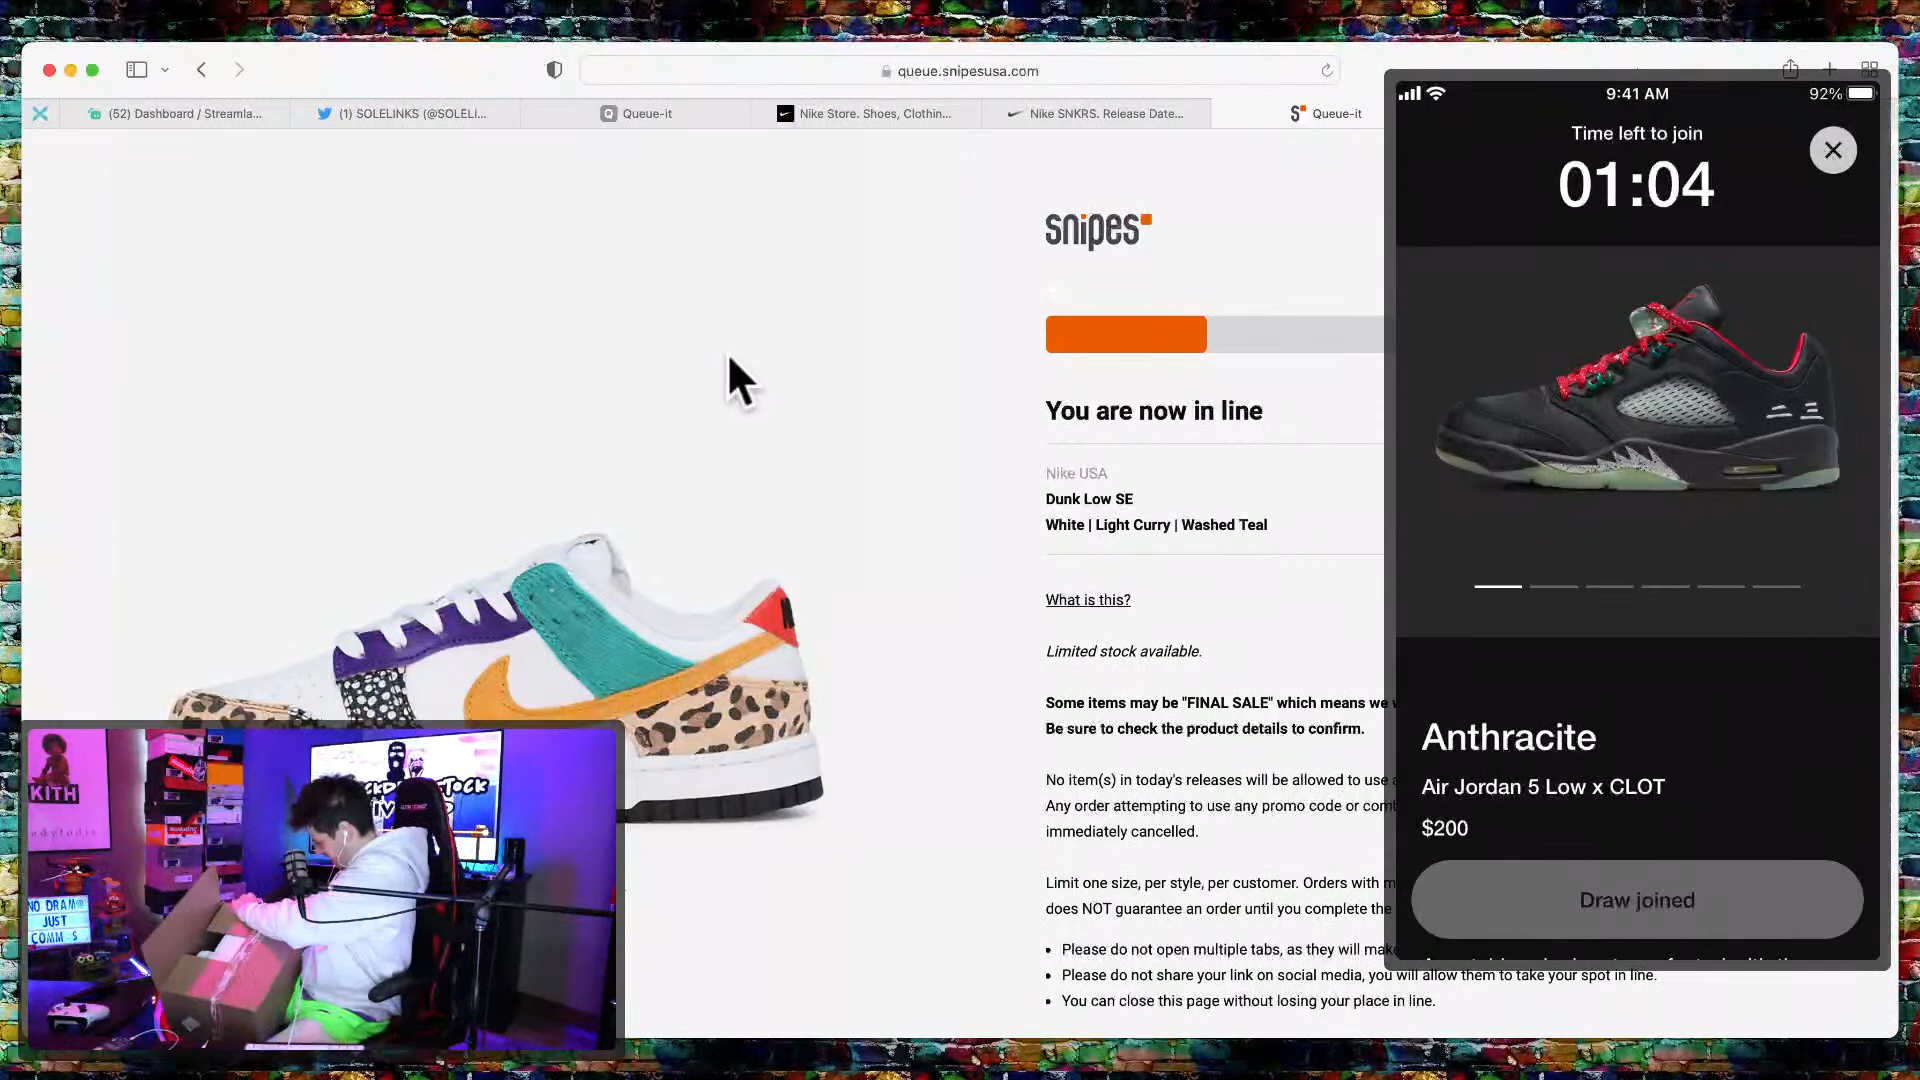 queue.snipesusa.com
(52) Dashboard / Streamla...
(1) SOLELINKS (@SOLELI...
Queue-it
Nike Store. Shoes, Clothin...
Nike SNKRS. Release Date...
Queue-it
snipes
You are now in line
Nike USA
Dunk Low SE
White | Light Curry | Washed Teal
What is this?
Limited stock available.
Some items may be "FINAL SALE" which means we
Be sure to check the product details to confirm.
No item(s) in today's releases will be allowed to use
Any order attempting to use any promo code or
immediately cancelled.
Limit one size, per style, per customer. Orders with
does NOT guarantee an order until you complete the
Please do not open multiple tabs, as they will
Please do not share your link on social media, you will allow them to take your spot in line.
You can close this page without losing your place in line.
9:41 AM
92%
Time left to join
01:04
Anthracite
Air Jordan 5 Low x CLOT
$200
Draw joined
KITH
NO DRAM@
JUST
COMM S